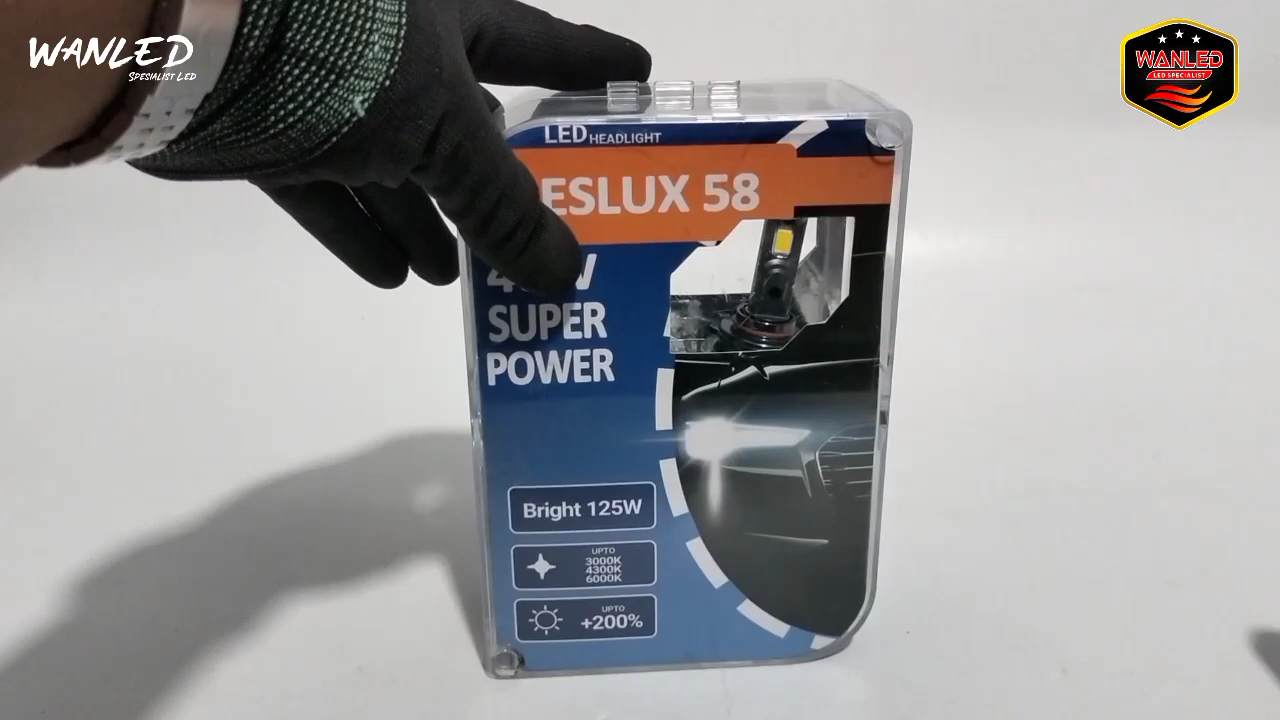 WANLED
SPESIALIST LED
WANLED
LED SPECIALIST
LED HEADLIGHT
ESLUX 58
SUPER
POWER
Bright 125W
UPTO
3000K
4300K
6000K
UPTO
+200%